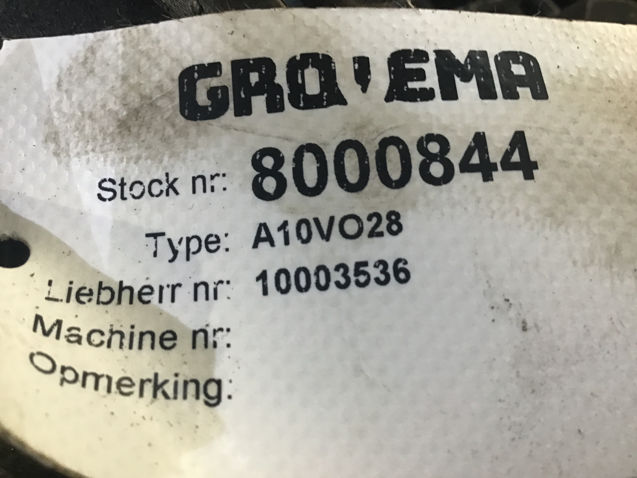 GRO'EMA
Stock nr: 8000844
Type: A10VO28
Liebherr nr: 10003536
Machine nr:
Opmerking: